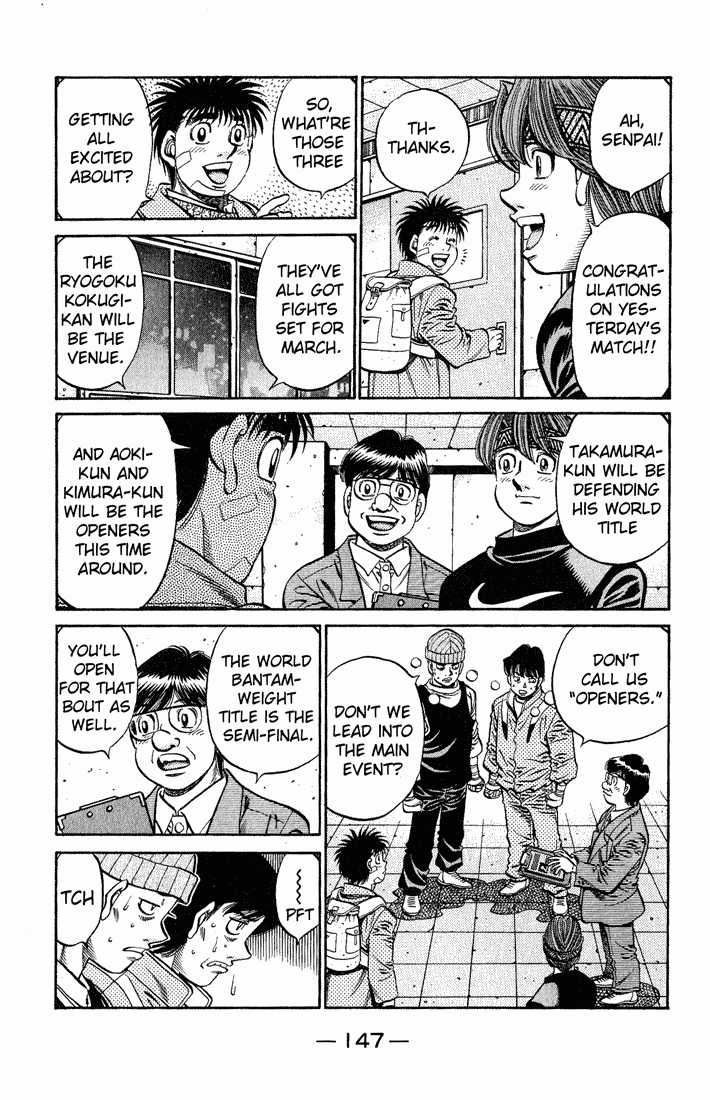 AH,
SENPAI!
CONGRAT-
ULATIONS
ON YES-
TERDAY'S
MATCH!!
TH-
THANKS.
SO,
WHAT'RE
THOSE
THREE
GETTING
ALL
EXCITED
ABOUT?
THEY'VE
ALL GOT
FIGHTS
SET FOR
MARCH.
THE
RYOGOKU
KOKUGI-
KAN WILL
BE THE
VENUE.
TAKAMURA-
KUN WILL BE
DEFENDING
HIS WORLD
TITLE
AND AOKI-
KUN AND
KIMURA-KUN
WILL BE THE
OPENERS
THIS TIME
AROUND.
DON'T
CALL US
"OPENERS."
DON'T WE
LEAD INTO
THE MAIN
EVENT?
THE WORLD
BANTAM-
WEIGHT
TITLE IS THE
SEMI-FINAL.
YOU'LL
OPEN
FOR THAT
BOUT AS
WELL.
PFT
TCH
— 147 —